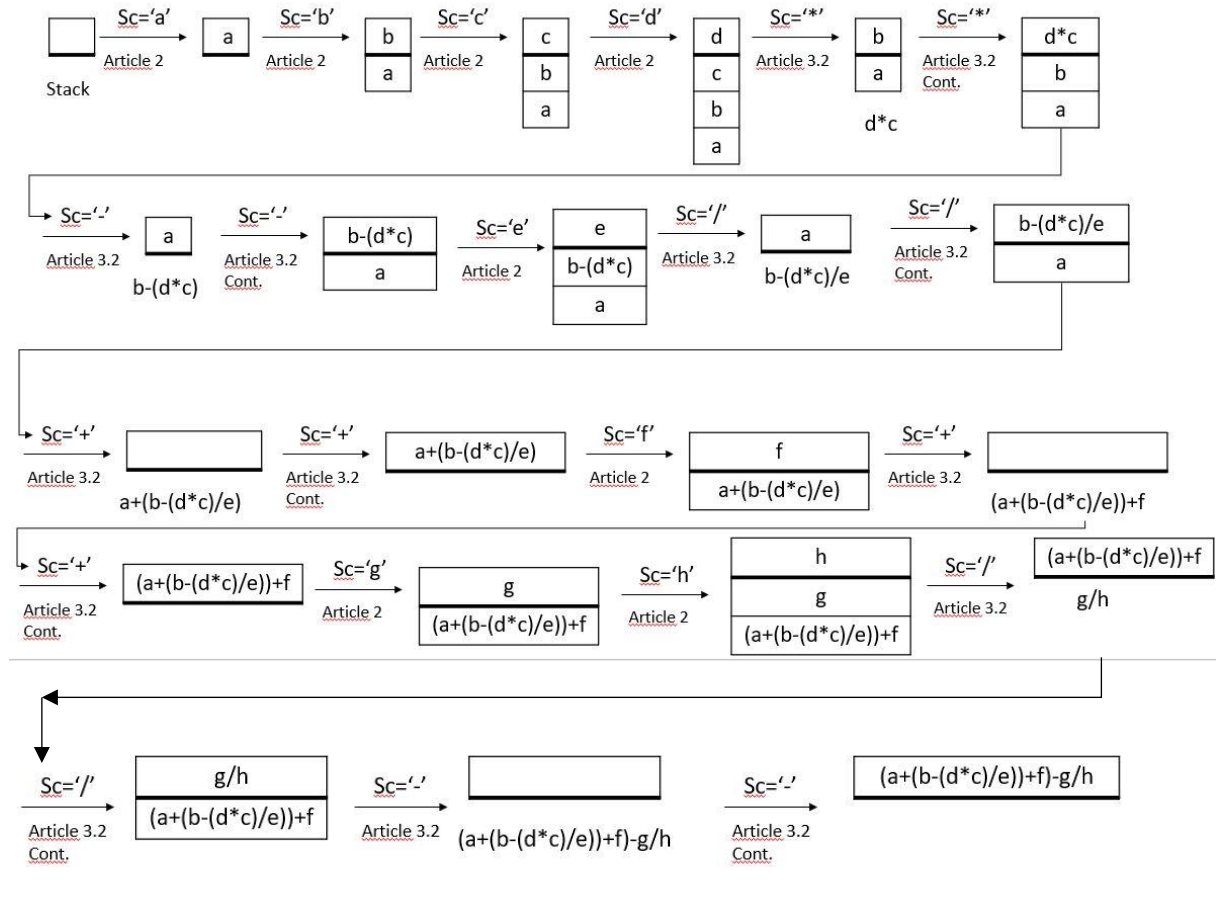 Sc=‘a’ Sc=‘b’ Sc=‘c’ Sc=‘d’ Sc=‘*’ Sc=‘*’
a b c d b d*c
Article 2 Article 2 Article 2 Article 2 Article 3.2 Article 3.2
a b c a Cont. b
Stack
a b a
d*c
a
Sc=‘-’ Sc=‘-’ Sc=‘e’ Sc=‘/’ Sc=‘/’
a b-(d*c) e a b-(d*c)/e
Article 3.2 Article 3.2 Article 2 Article 3.2 Article 3.2
Cont. Cont.
a b-(d*c) a
b-(d*c) b-(d*c)/e
a
Sc=‘+’ Sc=‘+’ Sc=‘f’ Sc=‘+’
a+(b-(d*c)/e) f
Article 3.2 Article 3.2 Article 2 Article 3.2
Cont.
a+(b-(d*c)/e)
a+(b-(d*c)/e) (a+(b-(d*c)/e))+f
Sc=‘+’ Sc=‘g’ Sc=‘h’ Sc=‘/’
(a+(b-(d*c)/e))+f g h (a+(b-(d*c)/e))+f
Article 3.2 Article 2 Article 2 Article 3.2
Cont.
(a+(b-(d*c)/e))+f g g/h
(a+(b-(d*c)/e))+f
Sc=‘/’ Sc=‘-’ Sc=‘-’
g/h (a+(b-(d*c)/e))+f)-g/h
(a+(b-(d*c)/e))+f
Article 3.2 Article 3.2 Article 3.2
Cont. Cont.
(a+(b-(d*c)/e))+f)-g/h